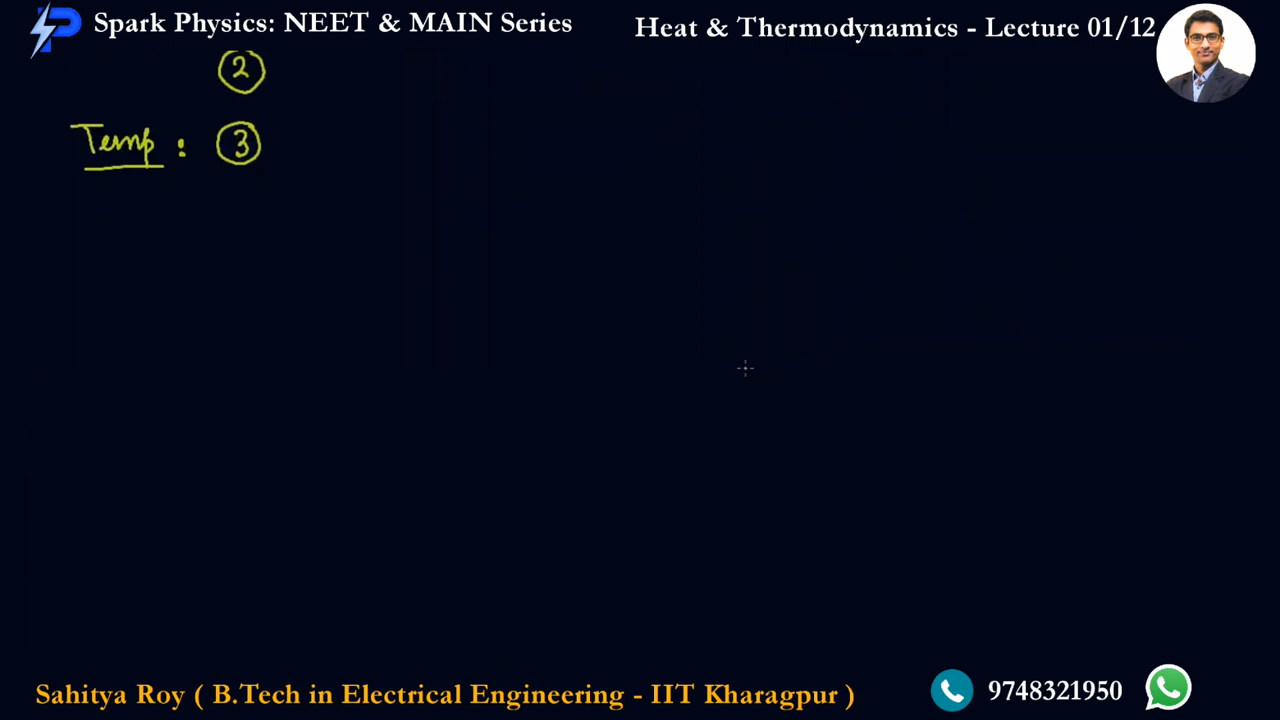 Spark Physics: NEET & MAIN Series
Heat & Thermodynamics - Lecture 01/12
2
Temp : 3
Sahitya Roy ( B.Tech in Electrical Engineering - IIT Kharagpur )
9748321950